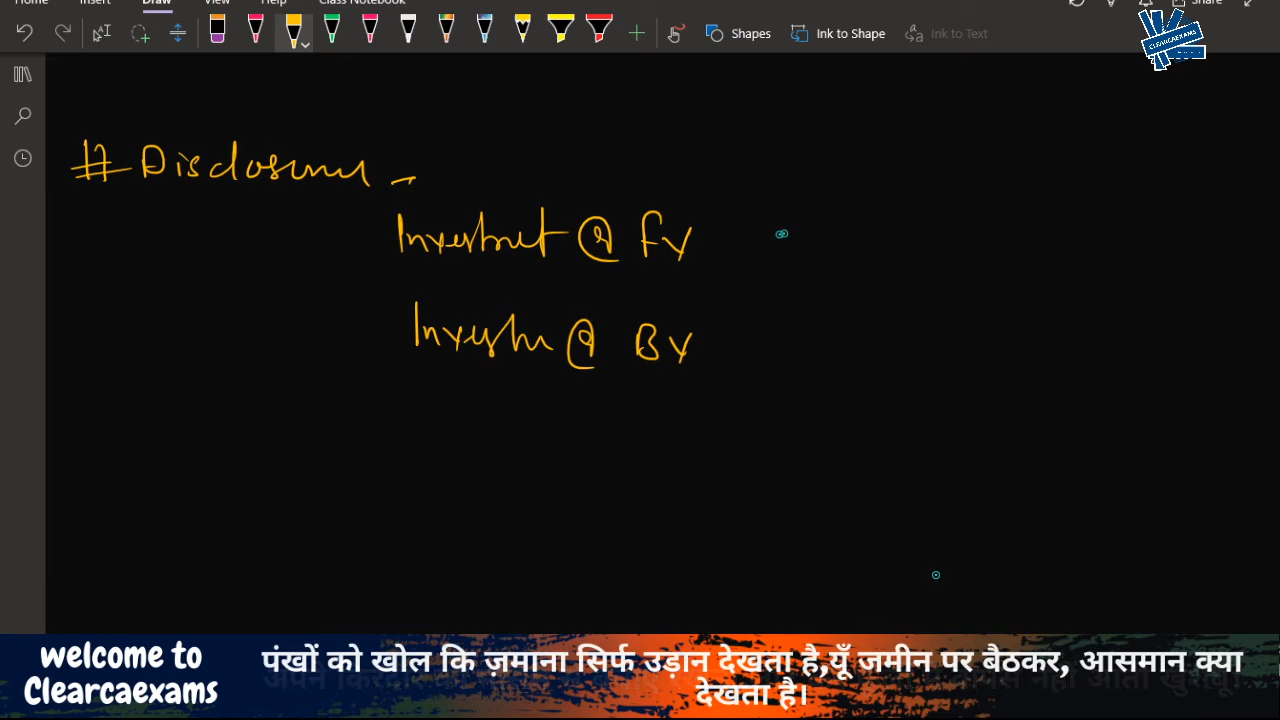 Home Insert Draw View Help Class Notebook Share
Shapes Ink to Shape Ink to Text
CLEARCAEXAMS
# Disclosure -
Investment @ FV
Investm @ BV
welcome to
Clearcaexams
पंखों को खोल कि ज़माना सिर्फ उड़ान देखता है,यूँ जमीन पर बैठकर, आसमान क्या
देखता है।